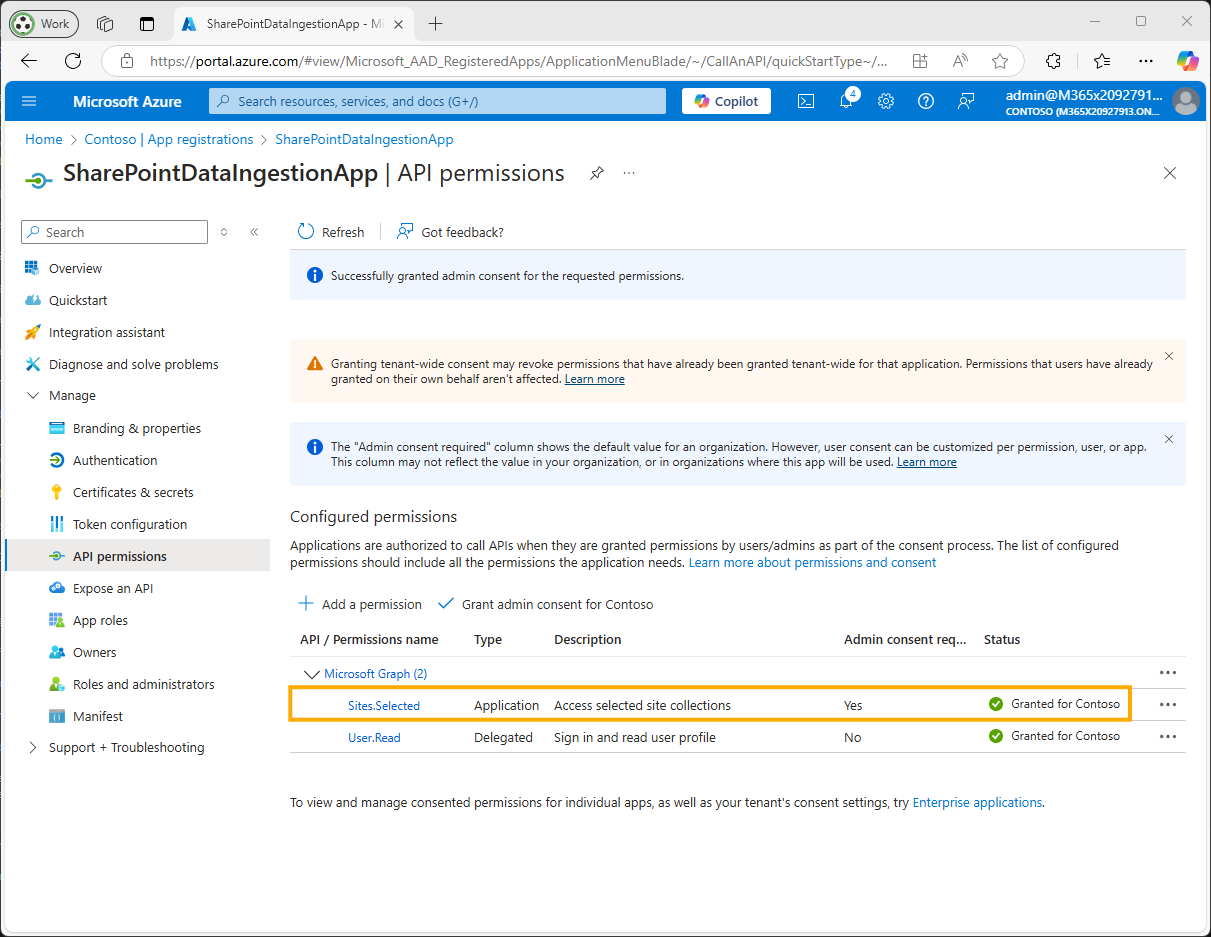 Work
SharePointDataIngestionApp - Mi
https://portal.azure.com/#view/Microsoft_AAD_RegisteredApps/ApplicationMenuBlade/~/CallAnAPI/quickStartType~/...
Microsoft Azure
Search resources, services, and docs (G+/)
Copilot
4
admin@M365x2092791...
CONTOSO (M365X20927913.ON...
Home > Contoso | App registrations > SharePointDataIngestionApp
SharePointDataIngestionApp | API permissions
Search
Refresh
Got feedback?
Overview
Quickstart
Integration assistant
Diagnose and solve problems
Manage
Branding & properties
Authentication
Certificates & secrets
Token configuration
API permissions
Expose an API
App roles
Owners
Roles and administrators
Manifest
Support + Troubleshooting
Successfully granted admin consent for the requested permissions.
Granting tenant-wide consent may revoke permissions that have already been granted tenant-wide for that application. Permissions that users have already
granted on their own behalf aren't affected. Learn more
The "Admin consent required" column shows the default value for an organization. However, user consent can be customized per permission, user, or app.
This column may not reflect the value in your organization, or in organizations where this app will be used. Learn more
Configured permissions
Applications are authorized to call APIs when they are granted permissions by users/admins as part of the consent process. The list of configured
permissions should include all the permissions the application needs. Learn more about permissions and consent
Add a permission
Grant admin consent for Contoso
API / Permissions name Type Description Admin consent req... Status
Microsoft Graph (2)
Sites.Selected Application Access selected site collections Yes Granted for Contoso
User.Read Delegated Sign in and read user profile No Granted for Contoso
To view and manage consented permissions for individual apps, as well as your tenant's consent settings, try Enterprise applications.